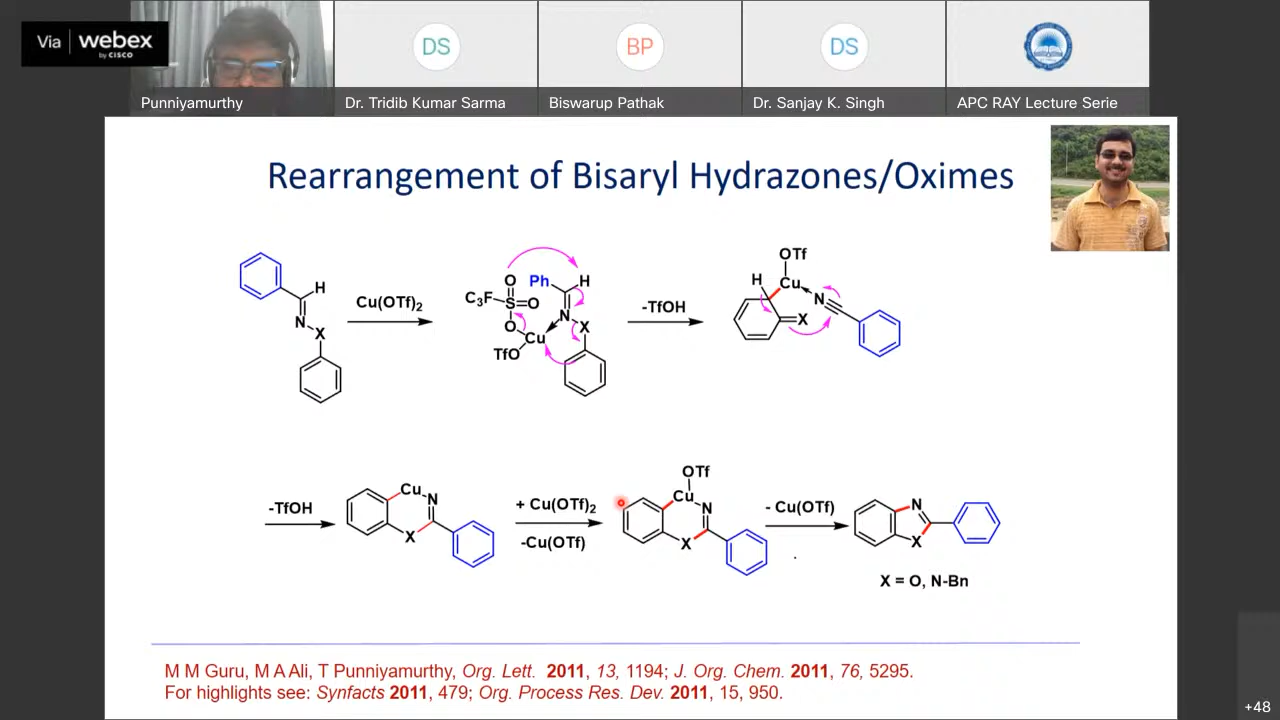 Via webex
by CISCO
DS
BP
DS
Punniyamurthy
Dr. Tridib Kumar Sarma
Biswarup Pathak
Dr. Sanjay K. Singh
APC RAY Lecture Serie
Rearrangement of Bisaryl Hydrazones/Oximes
H
N
X
Cu(OTf)₂
O
C₃F
S
O
O
TfO
Cu
Ph
H
N
X
-TfOH
OTf
H
Cu
N
X
-TfOH
Cu
N
X
+ Cu(OTf)₂
-Cu(OTf)
OTf
Cu
N
X
- Cu(OTf)
N
X
X = O, N-Bn
M M Guru, M A Ali, T Punniyamurthy, Org. Lett. 2011, 13, 1194; J. Org. Chem. 2011, 76, 5295.
For highlights see: Synfacts 2011, 479; Org. Process Res. Dev. 2011, 15, 950.
+48